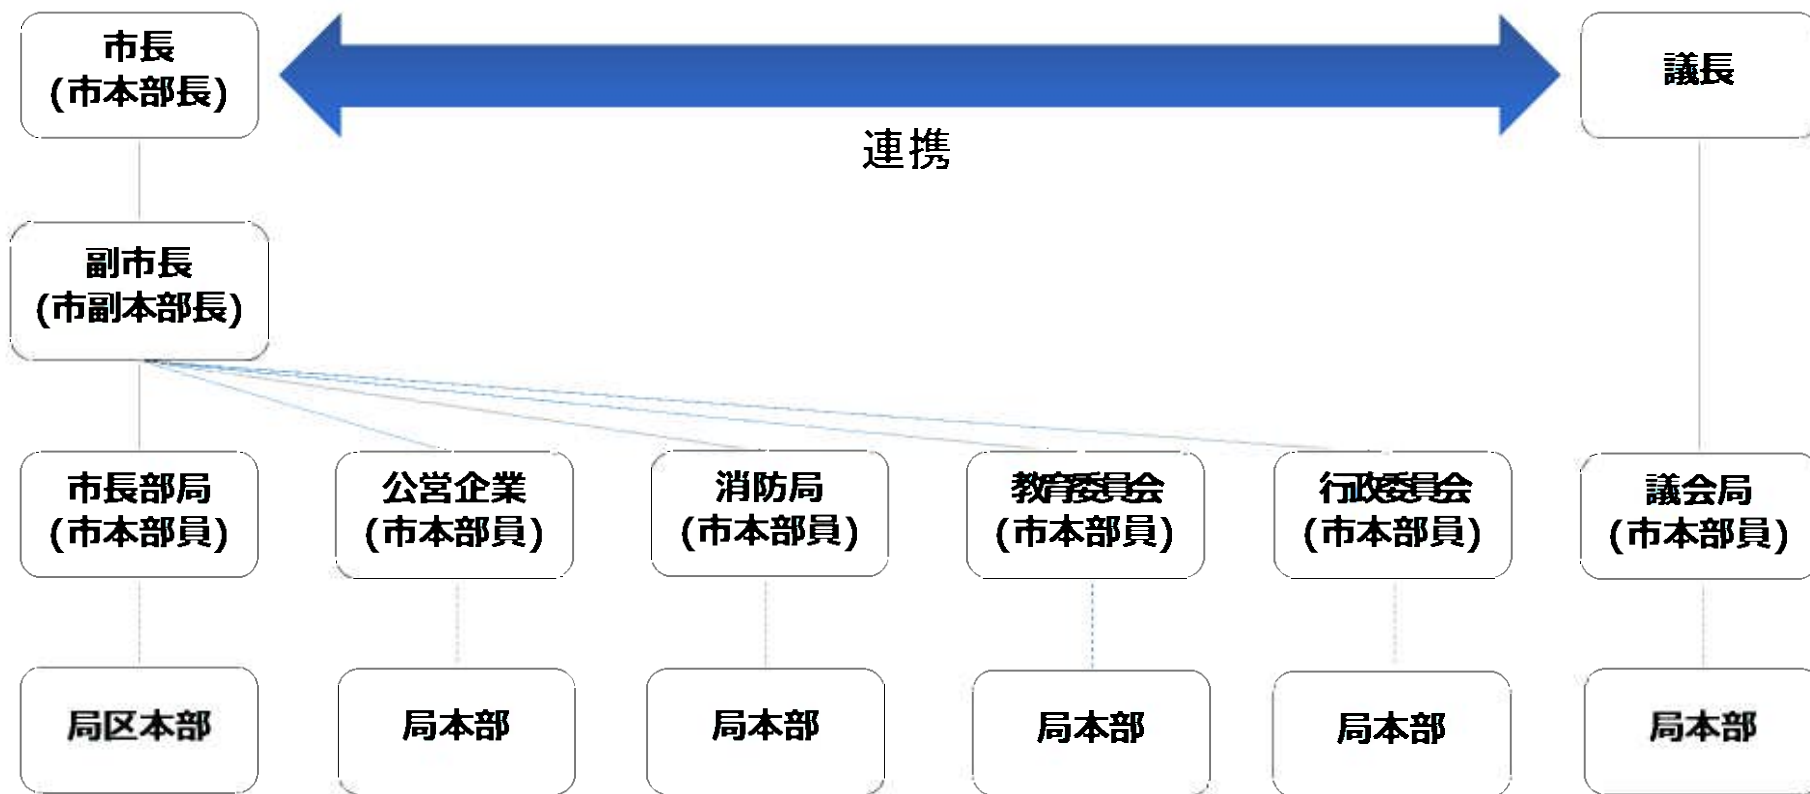 市長
(市本部長)
議長
連携
副市長
(市副本部長)
市長部局
(市本部員)
公営企業
(市本部員)
消防局
(市本部員)
教育委員会
(市本部員)
行政委員会
(市本部員)
議会局
(市本部員)
局区本部
局本部
局本部
局本部
局本部
局本部